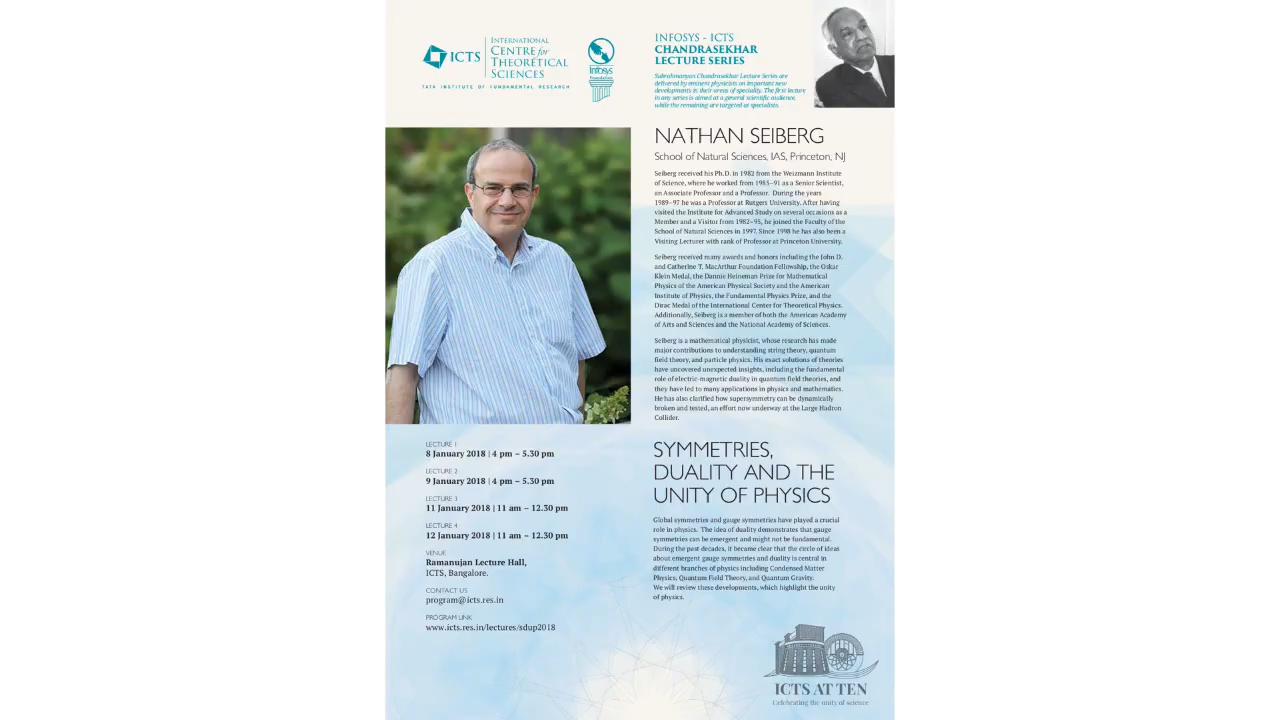 ICTS
INTERNATIONAL
CENTRE for
THEORETICAL
SCIENCES
TATA INSTITUTE OF FUNDAMENTAL RESEARCH
Infosys
Foundation
INFOSYS - ICTS
CHANDRASEKHAR
LECTURE SERIES
Subrahmanyan Chandrasekhar Lecture Series are
delivered by eminent physicists on important new
developments in their areas of speciality. The first lecture
in any series is aimed at a general scientific audience,
while the remaining are targeted at specialists.
NATHAN SEIBERG
School of Natural Sciences, IAS, Princeton, NJ
Seiberg received his Ph.D. in 1982 from the Weizmann Institute
of Science, where he worked from 1985–91 as a Senior Scientist,
an Associate Professor and a Professor. During the years
1989–97 he was a Professor at Rutgers University. After having
visited the Institute for Advanced Study on several occasions as a
Member and a Visitor from 1982–95, he joined the Faculty of the
School of Natural Sciences in 1997. Since 1998 he has also been a
Visiting Lecturer with rank of Professor at Princeton University.
Seiberg received many awards and honors including the John D.
and Catherine T. MacArthur Foundation Fellowship, the Oskar
Klein Medal, the Dannie Heineman Prize for Mathematical
Physics of the American Physical Society and the American
Institute of Physics, the Fundamental Physics Prize, and the
Dirac Medal of the International Center for Theoretical Physics.
Additionally, Seiberg is a member of both the American Academy
of Arts and Sciences and the National Academy of Sciences.
Seiberg is a mathematical physicist, whose research has made
major contributions to understanding string theory, quantum
field theory, and particle physics. His exact solutions of theories
have uncovered unexpected insights, including the fundamental
role of electric-magnetic duality in quantum field theories, and
they have led to many applications in physics and mathematics.
He has also clarified how supersymmetry can be dynamically
broken and tested, an effort now underway at the Large Hadron
Collider.
LECTURE 1
8 January 2018 | 4 pm – 5.30 pm
LECTURE 2
9 January 2018 | 4 pm – 5.30 pm
LECTURE 3
11 January 2018 | 11 am – 12.30 pm
LECTURE 4
12 January 2018 | 11 am – 12.30 pm
VENUE
Ramanujan Lecture Hall,
ICTS, Bangalore.
CONTACT US
program@icts.res.in
PROGRAM LINK
www.icts.res.in/lectures/sdup2018
SYMMETRIES,
DUALITY AND THE
UNITY OF PHYSICS
Global symmetries and gauge symmetries have played a crucial
role in physics. The idea of duality demonstrates that gauge
symmetries can be emergent and might not be fundamental.
During the past decades, it became clear that the circle of ideas
about emergent gauge symmetries and duality is central in
different branches of physics including Condensed Matter
Physics, Quantum Field Theory, and Quantum Gravity.
We will review these developments, which highlight the unity
of physics.
ICTS AT TEN
Celebrating the unity of science